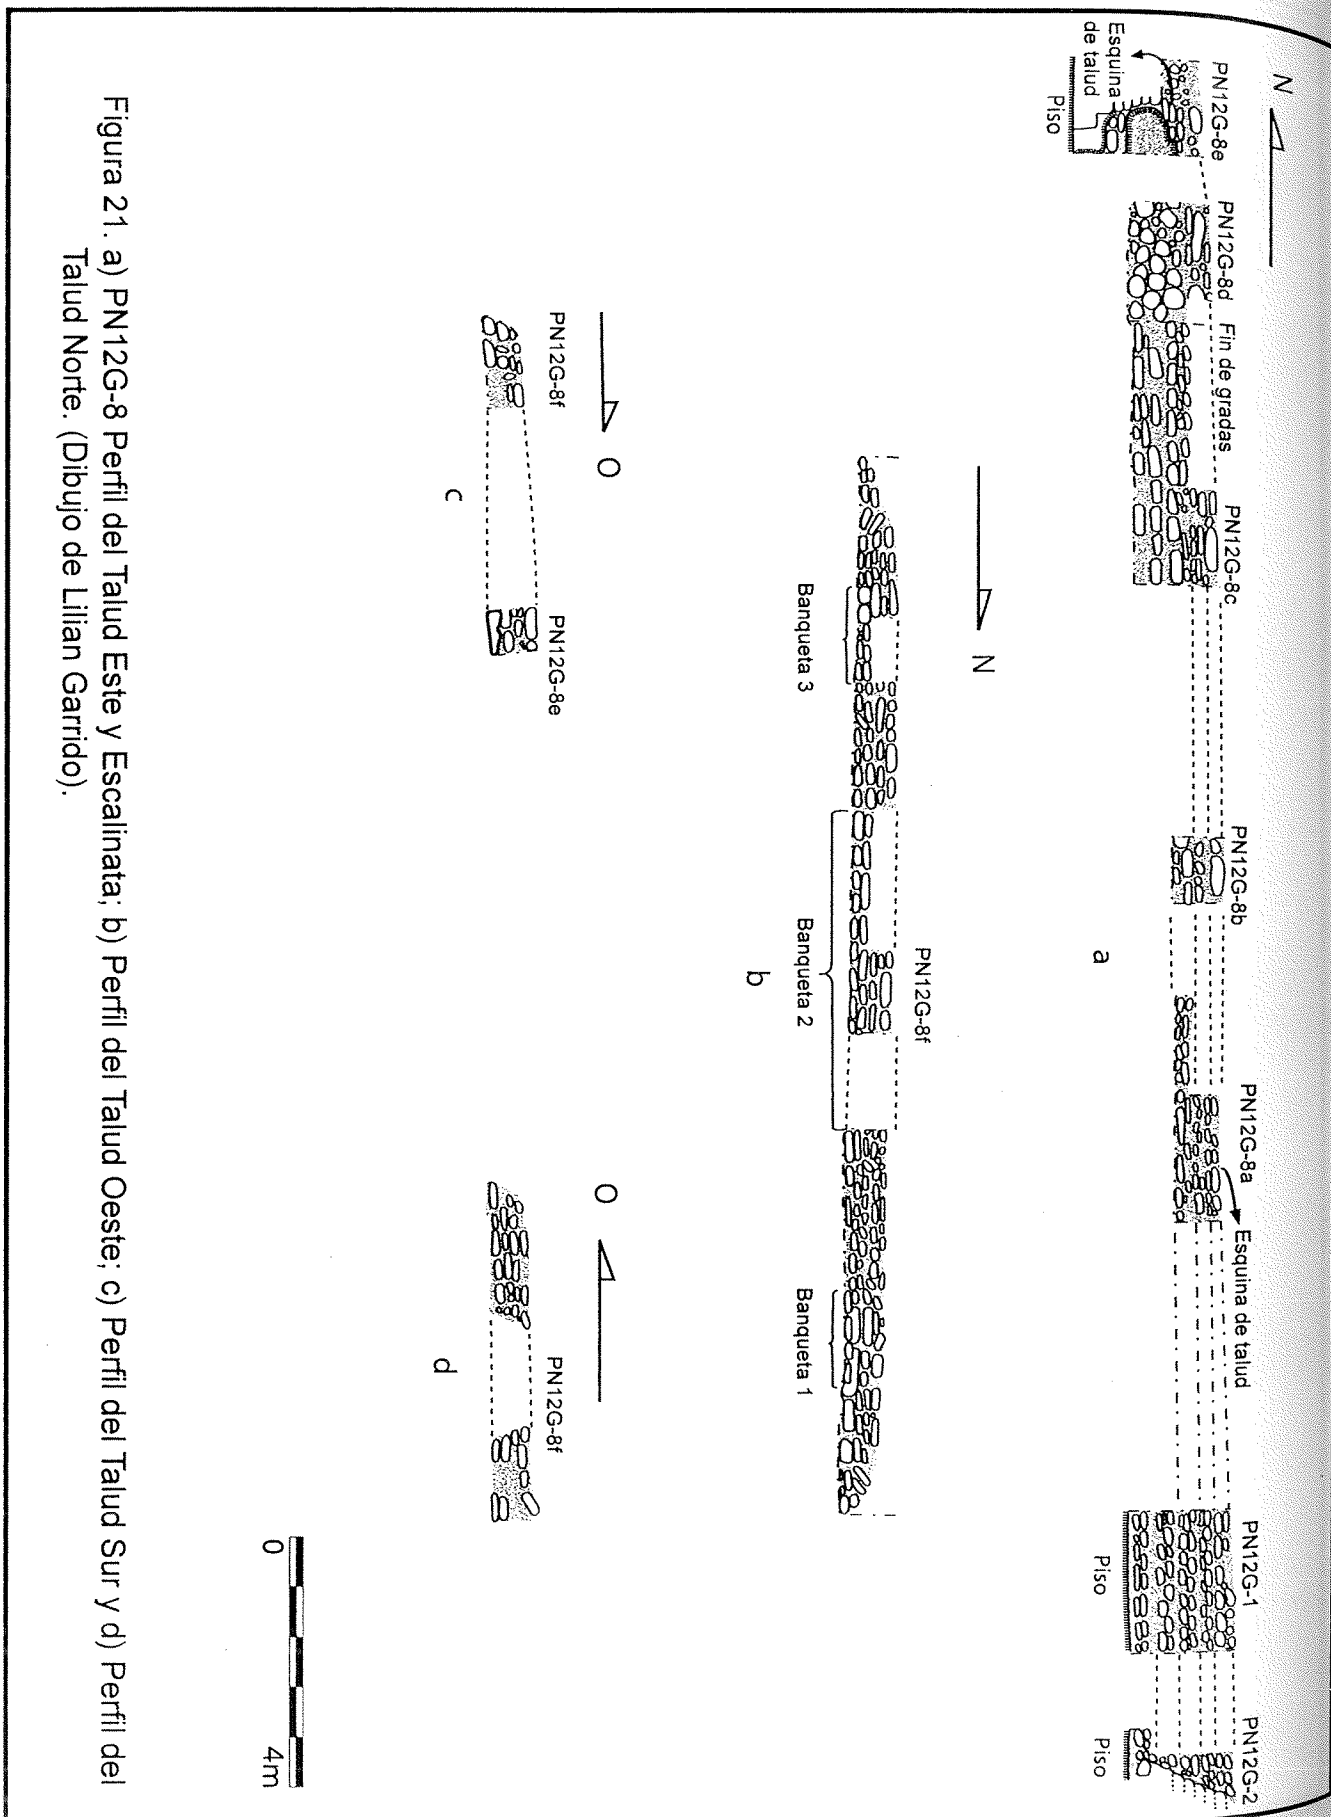 N
PN12G-8e
PN12G-8d
Fin de gradas
PN12G-8c
PN12G-8b
PN12G-8a
PN12G-1
PN12G-2
Esquina
de talud
Piso
Esquina de talud
Piso
Piso
a
N
PN12G-8f
Banqueta 3
Banqueta 2
Banqueta 1
b
O
PN12G-8f
PN12G-8e
c
O
PN12G-8f
d
0
4m
Figura 21. a) PN12G-8 Perfil del Talud Este y Escalinata; b) Perfil del Talud Oeste; c) Perfil del Talud Sur y d) Perfil del
Talud Norte. (Dibujo de Lilian Garrido).